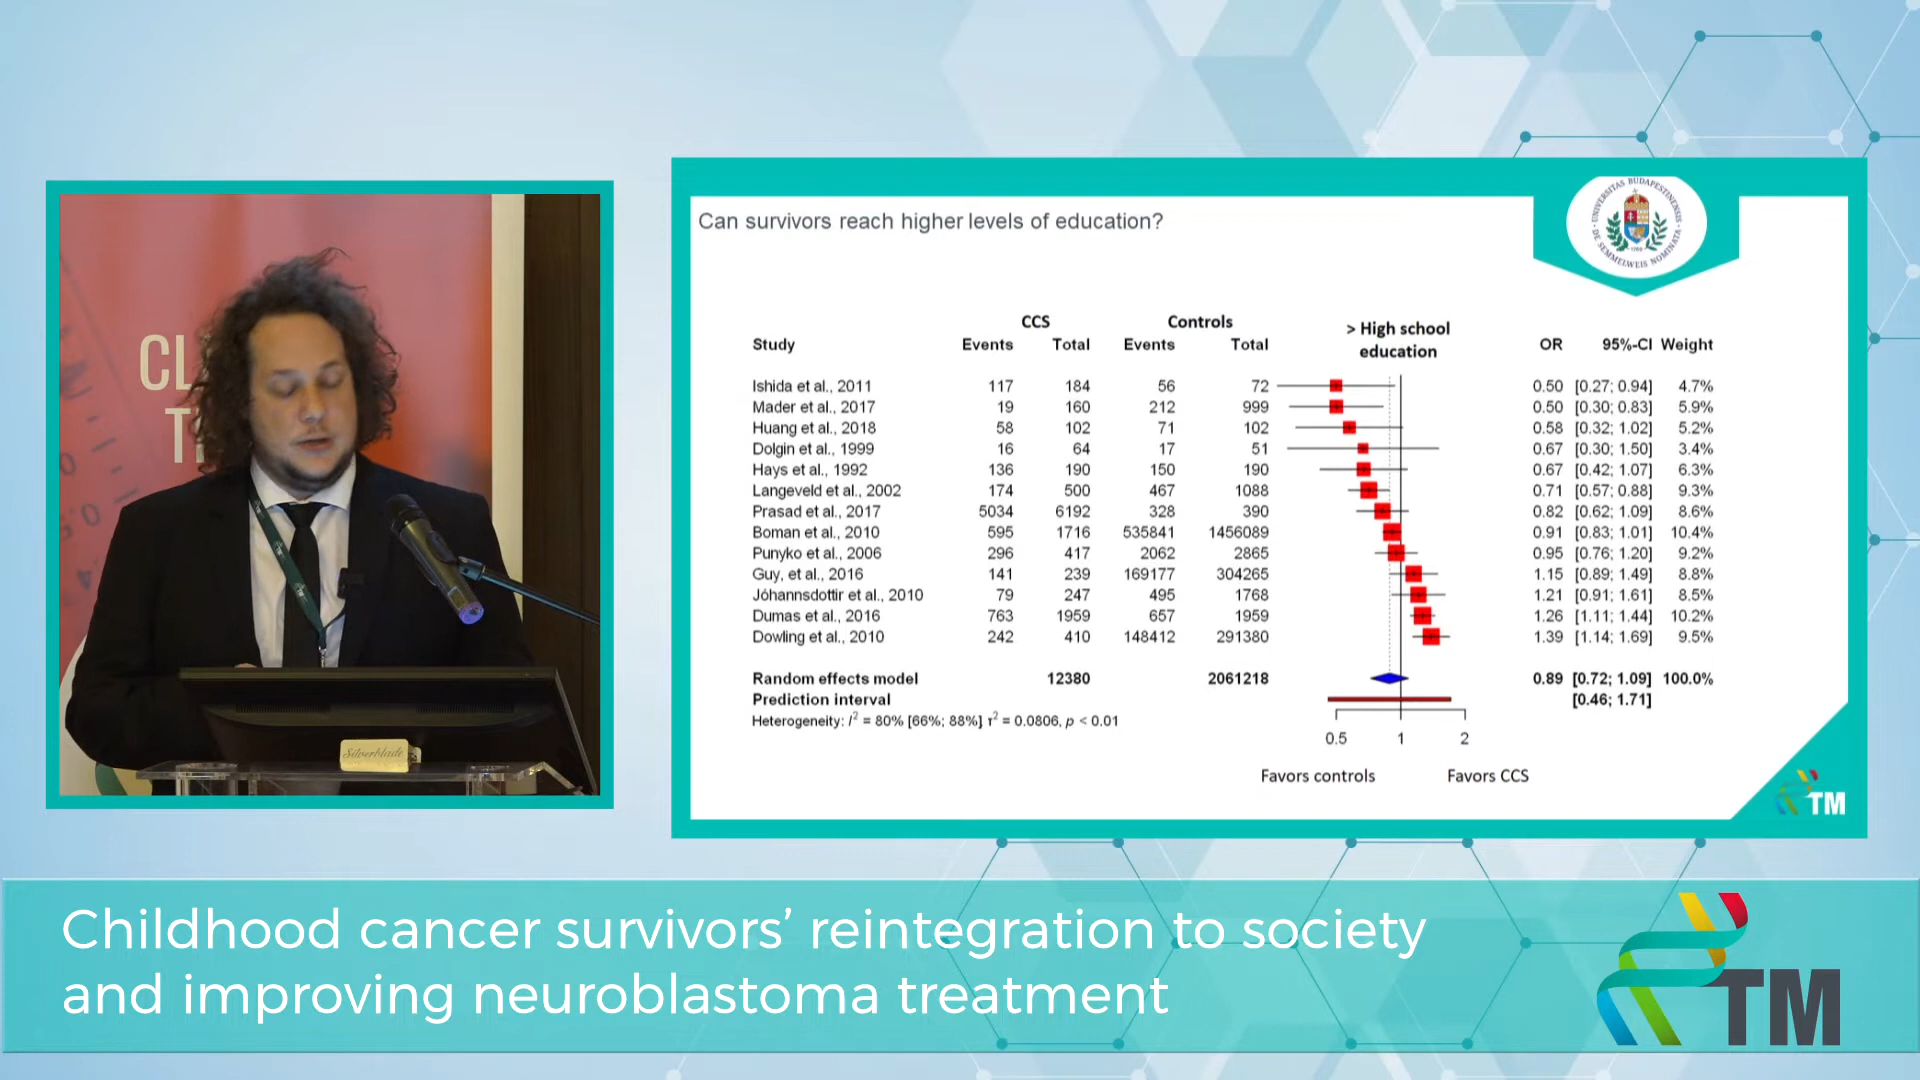 CL
T
Silverblade
Can survivors reach higher levels of education?
UNIVERSITAS BUDAPESTINENSIS
DE SEMMELWEIS NOMINATA
CCS Controls > High school education
Study Events Total Events Total OR 95%-CI Weight
Ishida et al., 2011 117 184 56 72 0.50 [0.27; 0.94] 4.7%
Mader et al., 2017 19 160 212 999 0.50 [0.30; 0.83] 5.9%
Huang et al., 2018 58 102 71 102 0.58 [0.32; 1.02] 5.2%
Dolgin et al., 1999 16 64 17 51 0.67 [0.30; 1.50] 3.4%
Hays et al., 1992 136 190 150 190 0.67 [0.42; 1.07] 6.3%
Langeveld et al., 2002 174 500 467 1088 0.71 [0.57; 0.88] 9.3%
Prasad et al., 2017 5034 6192 328 390 0.82 [0.62; 1.09] 8.6%
Boman et al., 2010 595 1716 535841 1456089 0.91 [0.83; 1.01] 10.4%
Punyko et al., 2006 296 417 2062 2865 0.95 [0.76; 1.20] 9.2%
Guy, et al., 2016 141 239 169177 304265 1.15 [0.89; 1.49] 8.8%
Jóhannsdottir et al., 2010 79 247 495 1768 1.21 [0.91; 1.61] 8.5%
Dumas et al., 2016 763 1959 657 1959 1.26 [1.11; 1.44] 10.2%
Dowling et al., 2010 242 410 148412 291380 1.39 [1.14; 1.69] 9.5%
Random effects model 12380 2061218 0.89 [0.72; 1.09] 100.0%
Prediction interval [0.46; 1.71]
Heterogeneity: I² = 80% [66%; 88%] τ² = 0.0806, p < 0.01
0.5 1 2
Favors controls Favors CCS
TM
Childhood cancer survivors’ reintegration to society
and improving neuroblastoma treatment
TM